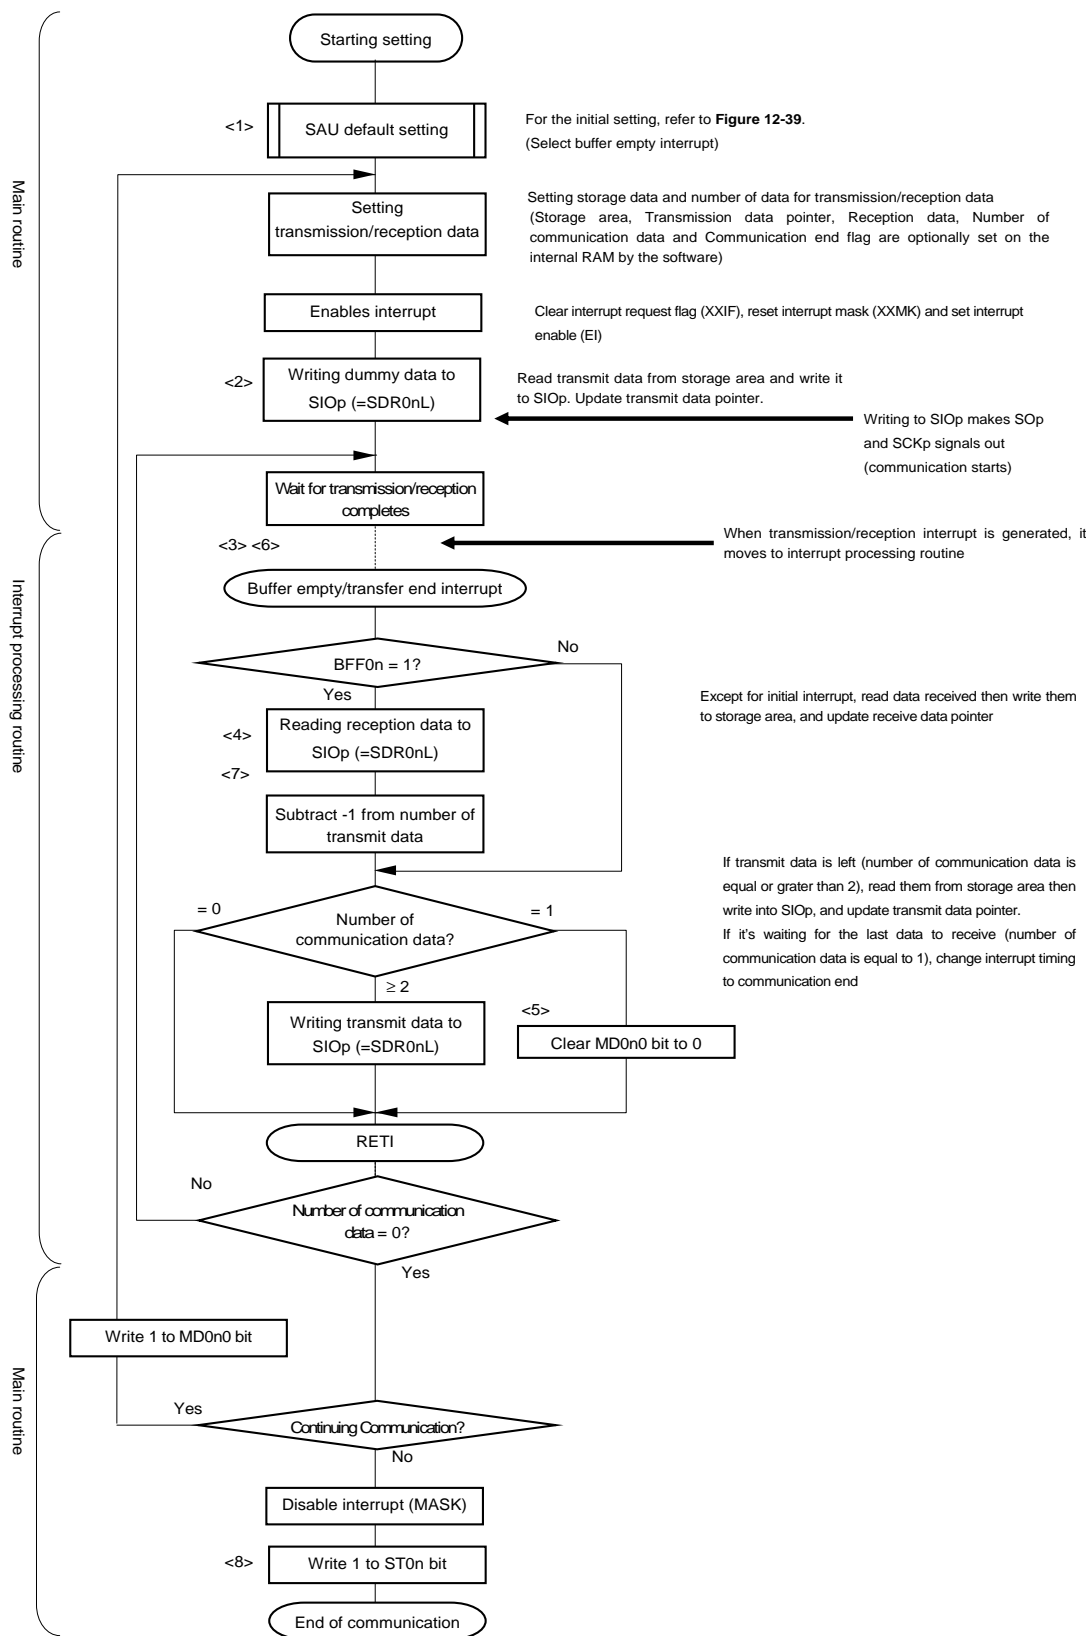 Starting setting
<1>
SAU default setting
For the initial setting, refer to Figure 12-39.
(Select buffer empty interrupt)
Main routine
Setting
transmission/reception data
Setting storage data and number of data for transmission/reception data
(Storage area, Transmission data pointer, Reception data, Number of
communication data and Communication end flag are optionally set on the
internal RAM by the software)
Enables interrupt
Clear interrupt request flag (XXIF), reset interrupt mask (XXMK) and set interrupt
enable (EI)
<2>
Writing dummy data to
SIOp (=SDR0nL)
Read transmit data from storage area and write it
to SIOp. Update transmit data pointer.
Writing to SIOp makes SOp
and SCKp signals out
(communication starts)
Wait for transmission/reception
completes
<3> <6>
When transmission/reception interrupt is generated, it
moves to interrupt processing routine
Interrupt processing routine
Buffer empty/transfer end interrupt
BFF0n = 1?
No
Yes
Except for initial interrupt, read data received then write them
to storage area, and update receive data pointer
<4>
Reading reception data to
SIOp (=SDR0nL)
<7>
Subtract -1 from number of
transmit data
If transmit data is left (number of communication data is
equal or grater than 2), read them from storage area then
write into SIOp, and update transmit data pointer.
If it's waiting for the last data to receive (number of
communication data is equal to 1), change interrupt timing
to communication end
= 0
Number of
communication data?
= 1
≥ 2
<5>
Writing transmit data to
SIOp (=SDR0nL)
Clear MD0n0 bit to 0
RETI
No
Number of communication
data = 0?
Yes
Write 1 to MD0n0 bit
Main routine
Yes
Continuing Communication?
No
Disable interrupt (MASK)
<8>
Write 1 to ST0n bit
End of communication